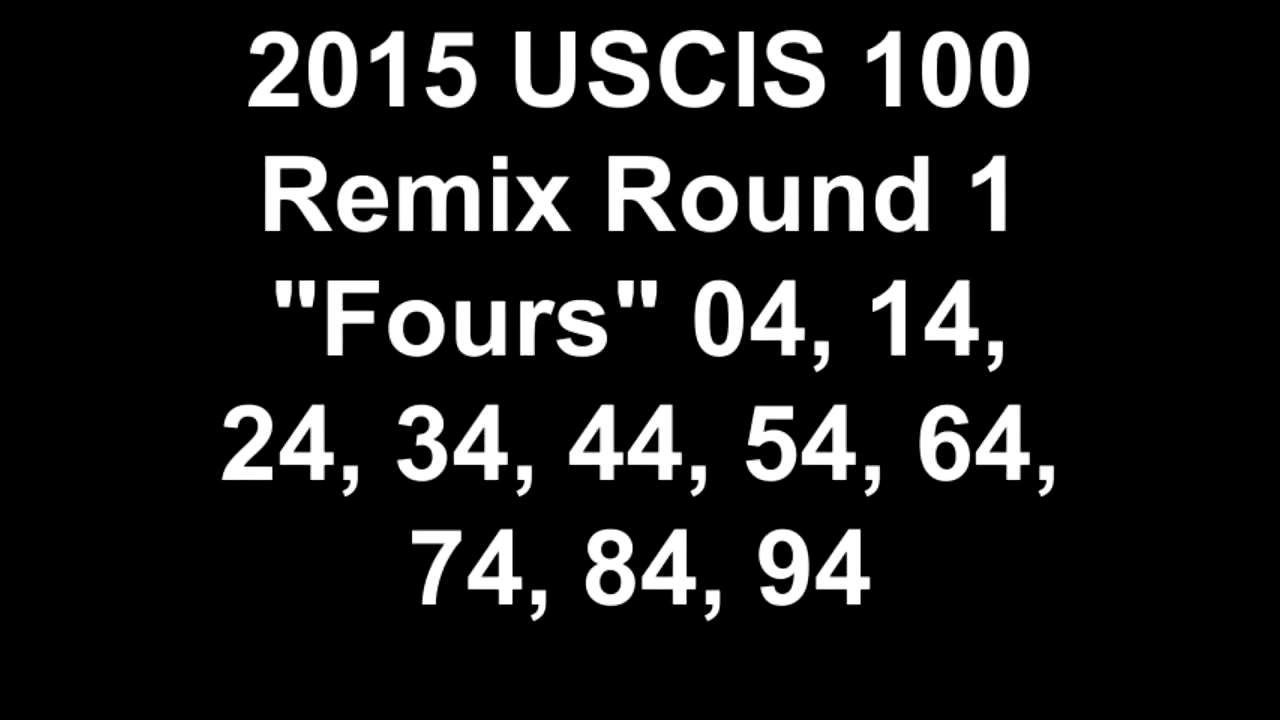 2015 USCIS 100
Remix Round 1
"Fours" 04, 14,
24, 34, 44, 54, 64,
74, 84, 94